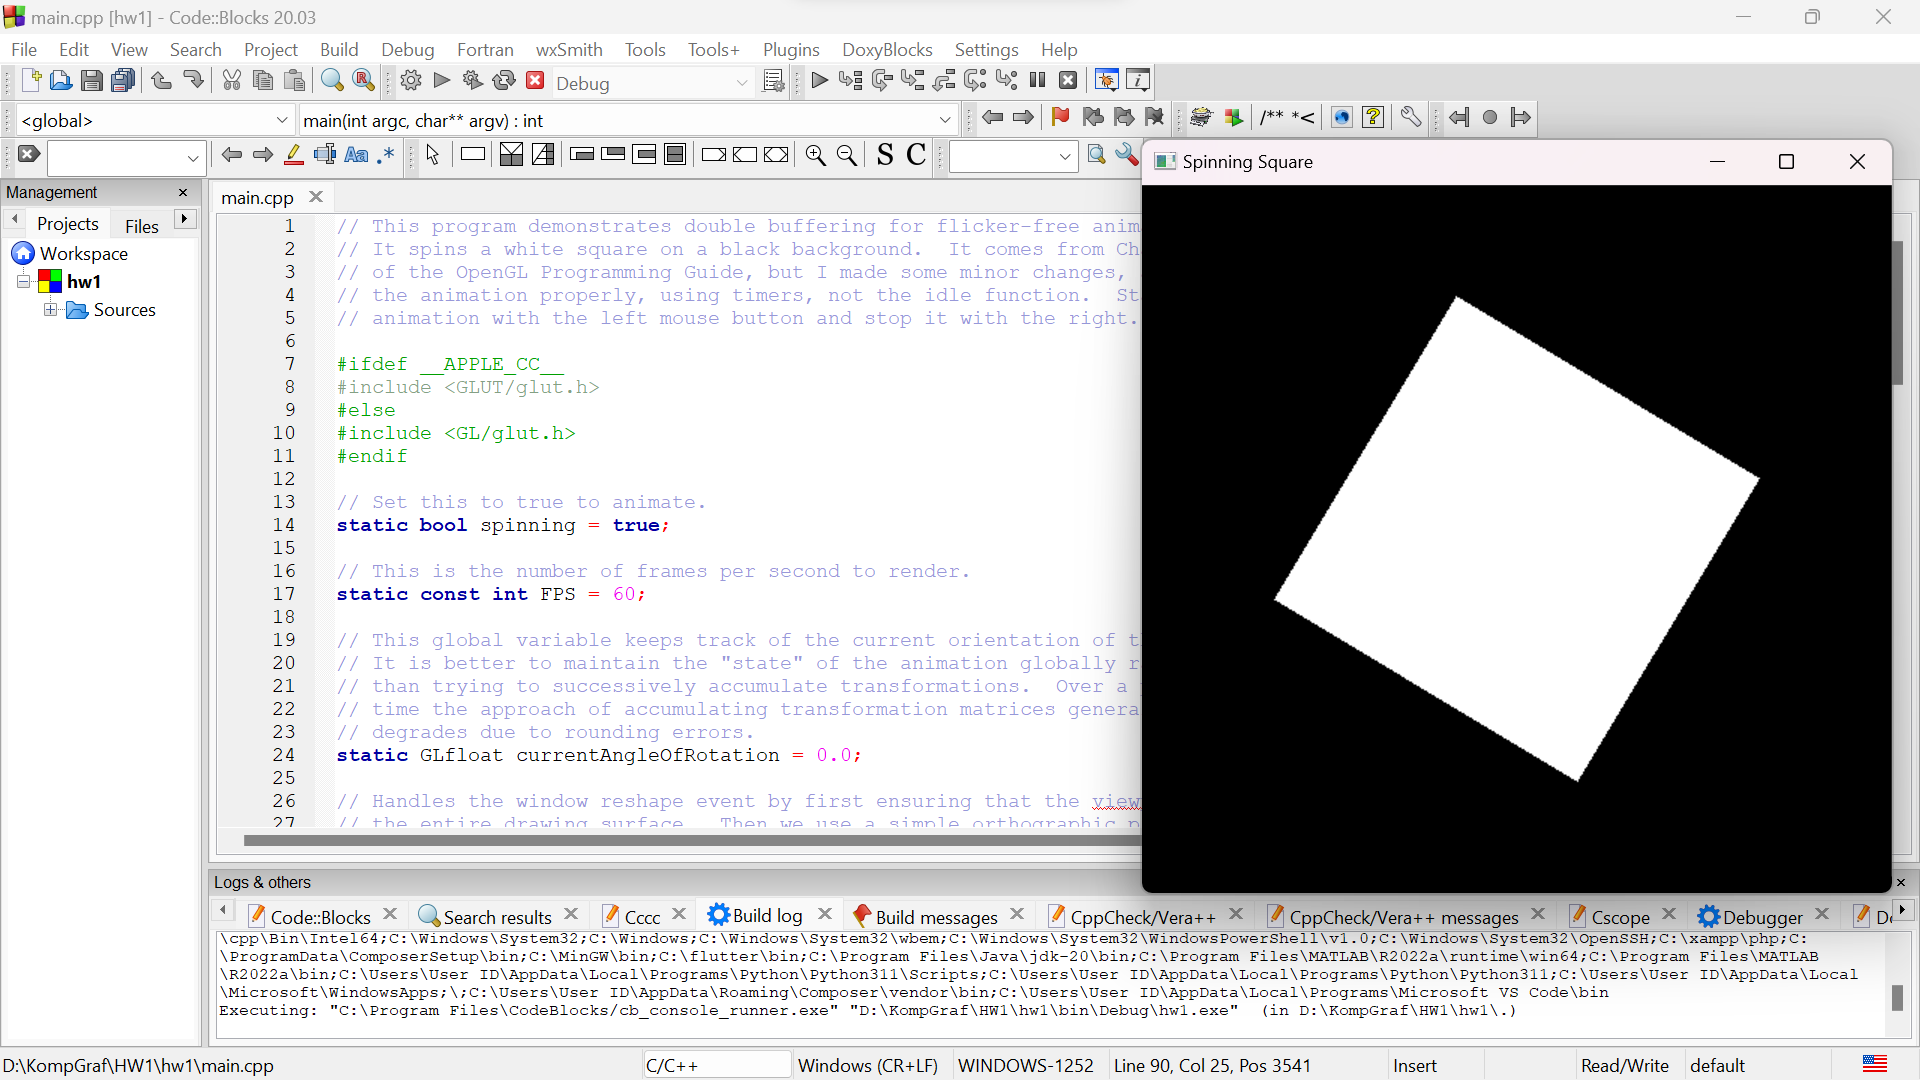 main.cpp [hw1] - Code::Blocks 20.03
File Edit View Search Project Build Debug Fortran wxSmith Tools Tools+ Plugins DoxyBlocks Settings Help
Debug
<global> main(int argc, char** argv) : int /** *<
Aa .* S C
Spinning Square
Management
Projects Files
Workspace
hw1
Sources
main.cpp
1 // This program demonstrates double buffering for flicker-free anim
2 // It spins a white square on a black background.  It comes from Ch
3 // of the OpenGL Programming Guide, but I made some minor changes,
4 // the animation properly, using timers, not the idle function.  St
5 // animation with the left mouse button and stop it with the right.
6
7 #ifdef __APPLE_CC__
8 #include <GLUT/glut.h>
9 #else
10 #include <GL/glut.h>
11 #endif
12
13 // Set this to true to animate.
14 static bool spinning = true;
15
16 // This is the number of frames per second to render.
17 static const int FPS = 60;
18
19 // This global variable keeps track of the current orientation of t
20 // It is better to maintain the "state" of the animation globally r
21 // than trying to successively accumulate transformations.  Over a
22 // time the approach of accumulating transformation matrices genera
23 // degrades due to rounding errors.
24 static GLfloat currentAngleOfRotation = 0.0;
25
26 // Handles the window reshape event by first ensuring that the view
27 // the entire drawing surface.  Then we use a simple orthographic p
Logs & others
Code::Blocks Search results Cccc Build log Build messages CppCheck/Vera++ CppCheck/Vera++ messages Cscope Debugger Do
\cpp\Bin\Intel64;C:\Windows\System32;C:\Windows;C:\Windows\System32\wbem;C:\Windows\System32\WindowsPowerShell\v1.0;C:\Windows\System32\OpenSSH;C:\xampp\php;C:
\ProgramData\ComposerSetup\bin;C:\MinGW\bin;C:\flutter\bin;C:\Program Files\Java\jdk-20\bin;C:\Program Files\MATLAB\R2022a\runtime\win64;C:\Program Files\MATLAB
\R2022a\bin;C:\Users\User ID\AppData\Local\Programs\Python\Python311\Scripts;C:\Users\User ID\AppData\Local\Programs\Python\Python311;C:\Users\User ID\AppData\Local
\Microsoft\WindowsApps;\;C:\Users\User ID\AppData\Roaming\Composer\vendor\bin;C:\Users\User ID\AppData\Local\Programs\Microsoft VS Code\bin
Executing: "C:\Program Files\CodeBlocks/cb_console_runner.exe" "D:\KompGraf\HW1\hw1\bin\Debug\hw1.exe"  (in D:\KompGraf\HW1\hw1\.)
D:\KompGraf\HW1\hw1\main.cpp C/C++ Windows (CR+LF) WINDOWS-1252 Line 90, Col 25, Pos 3541 Insert Read/Write default